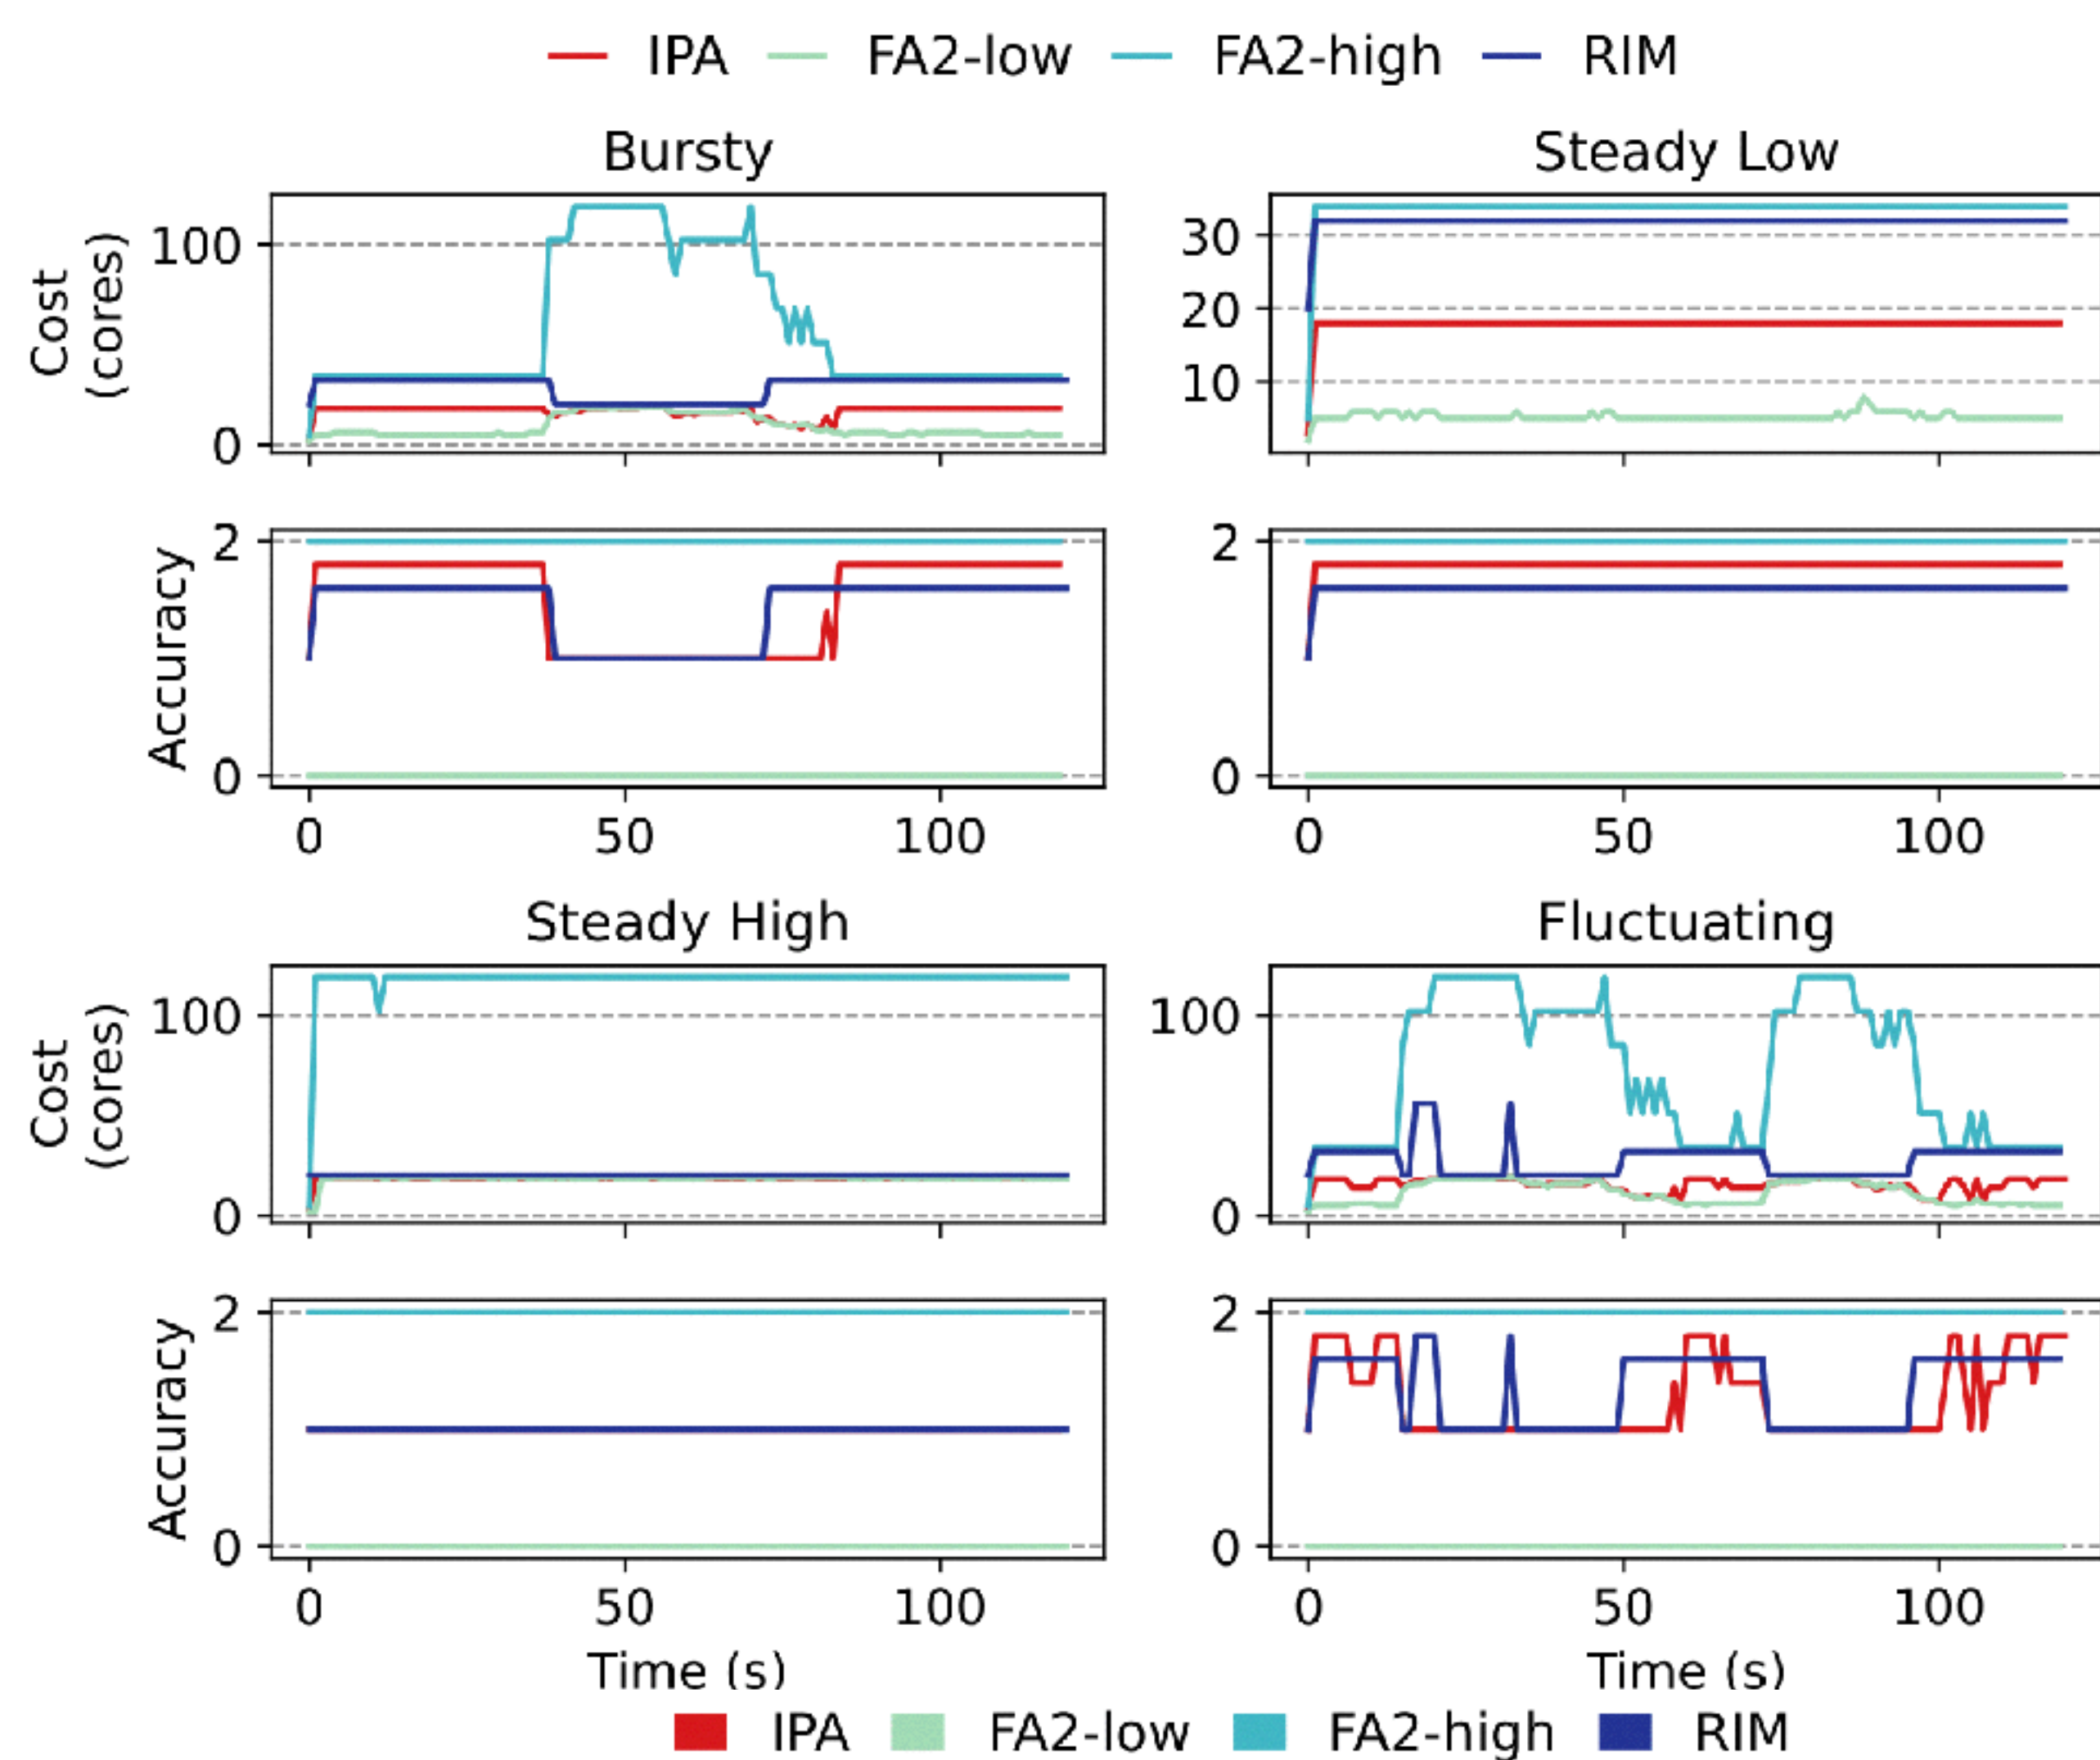 IPA FA2-low FA2-high RIM
Bursty
Cost
(cores)
100
0
Accuracy
2
0
0 50 100
Steady Low
30
20
10
2
0
0 50 100
Steady High
Cost
(cores)
100
0
Accuracy
2
0
0 50 100
Time (s)
Fluctuating
100
0
2
0
0 50 100
Time (s)
IPA FA2-low FA2-high RIM